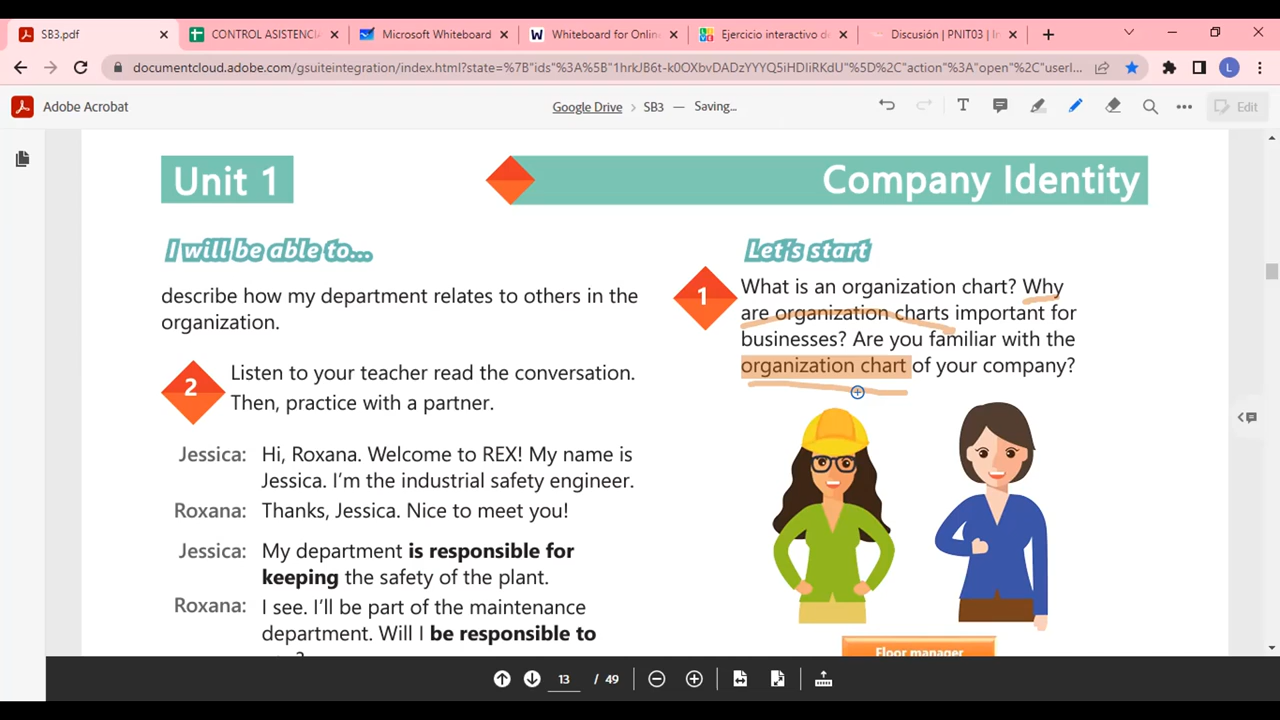 SB3.pdf
CONTROL ASISTENCI
Microsoft Whiteboard
Whiteboard for Onlin
Ejercicio interactivo de
Discusión | PNIT03 | In
documentcloud.adobe.com/gsuiteintegration/index.html?state=%7B"ids"%3A%5B"1hrkJB6t-k0OXbvDADzYYYQ5iHDIiRKdU"%5D%2C"action"%3A"open"%2C"userI...
L
Adobe Acrobat
Google Drive > SB3 — Saving...
Edit
Unit 1
Company Identity
I will be able to...
describe how my department relates to others in the
organization.
2
Listen to your teacher read the conversation.
Then, practice with a partner.
Jessica: Hi, Roxana. Welcome to REX! My name is
Jessica. I'm the industrial safety engineer.
Roxana: Thanks, Jessica. Nice to meet you!
Jessica: My department is responsible for
keeping the safety of the plant.
Roxana: I see. I'll be part of the maintenance
department. Will I be responsible to
Let's start
1
What is an organization chart? Why
are organization charts important for
businesses? Are you familiar with the
organization chart of your company?
Floor manager
13 / 49